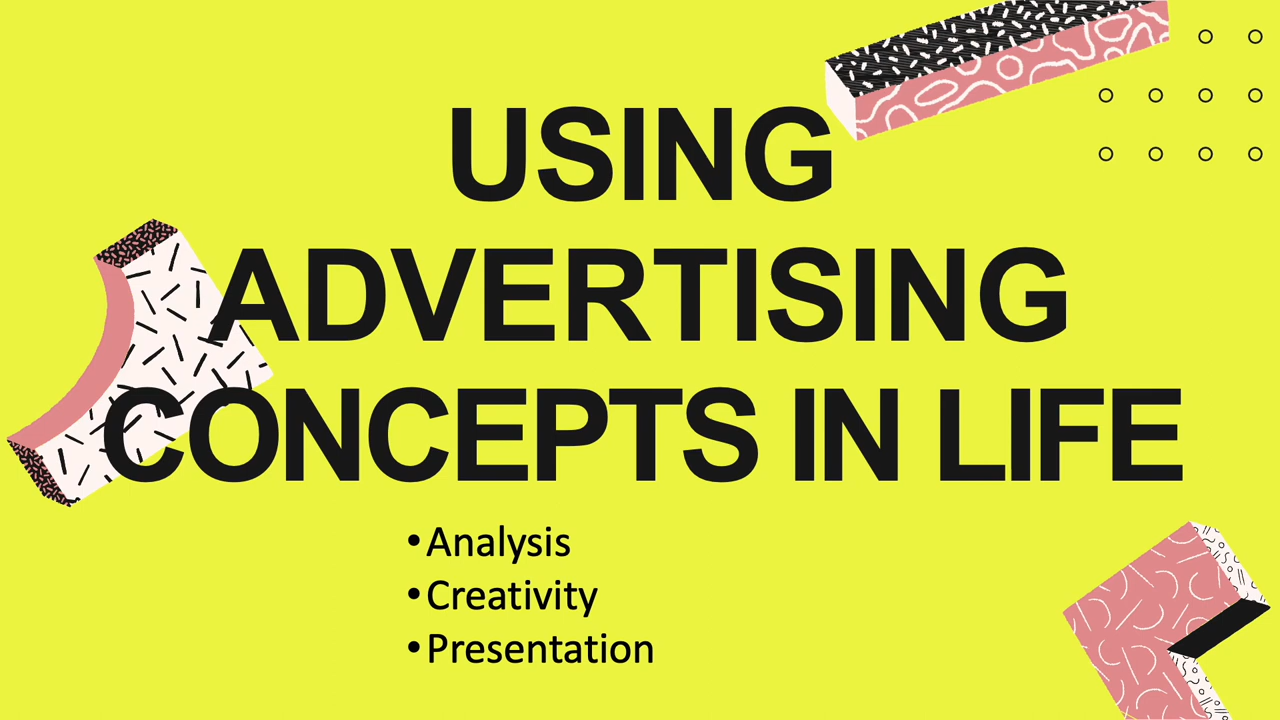 USING
ADVERTISING
CONCEPTS IN LIFE
•Analysis
•Creativity
•Presentation